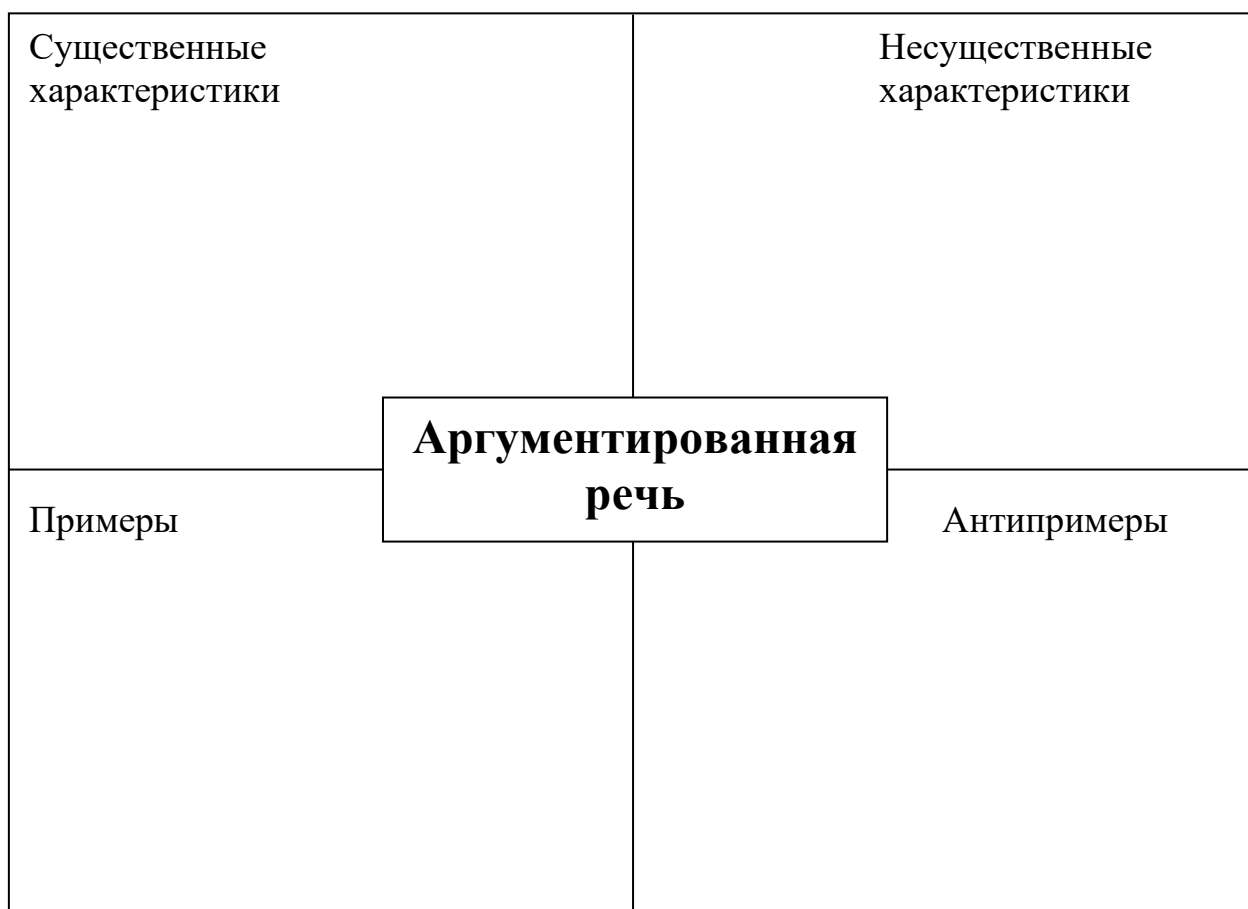 Существенные
характеристики
Несущественные
характеристики
Аргументированная
речь
Примеры
Антипримеры